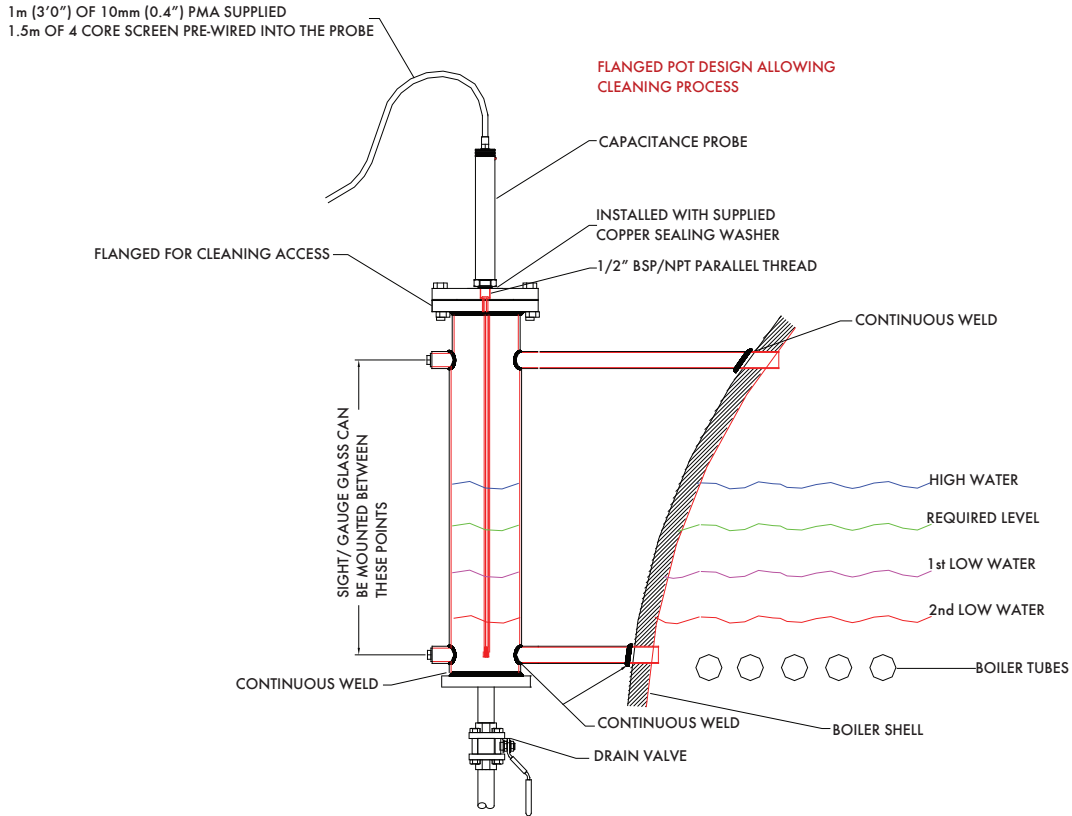 1m (3'0") OF 10mm (0.4") PMA SUPPLIED
1.5m OF 4 CORE SCREEN PRE-WIRED INTO THE PROBE
FLANGED POT DESIGN ALLOWING
CLEANING PROCESS
CAPACITANCE PROBE
INSTALLED WITH SUPPLIED
COPPER SEALING WASHER
FLANGED FOR CLEANING ACCESS
1/2" BSP/NPT PARALLEL THREAD
CONTINUOUS WELD
SIGHT/ GAUGE GLASS CAN
BE MOUNTED BETWEEN
THESE POINTS
HIGH WATER
REQUIRED LEVEL
1st LOW WATER
2nd LOW WATER
BOILER TUBES
CONTINUOUS WELD
CONTINUOUS WELD
BOILER SHELL
DRAIN VALVE